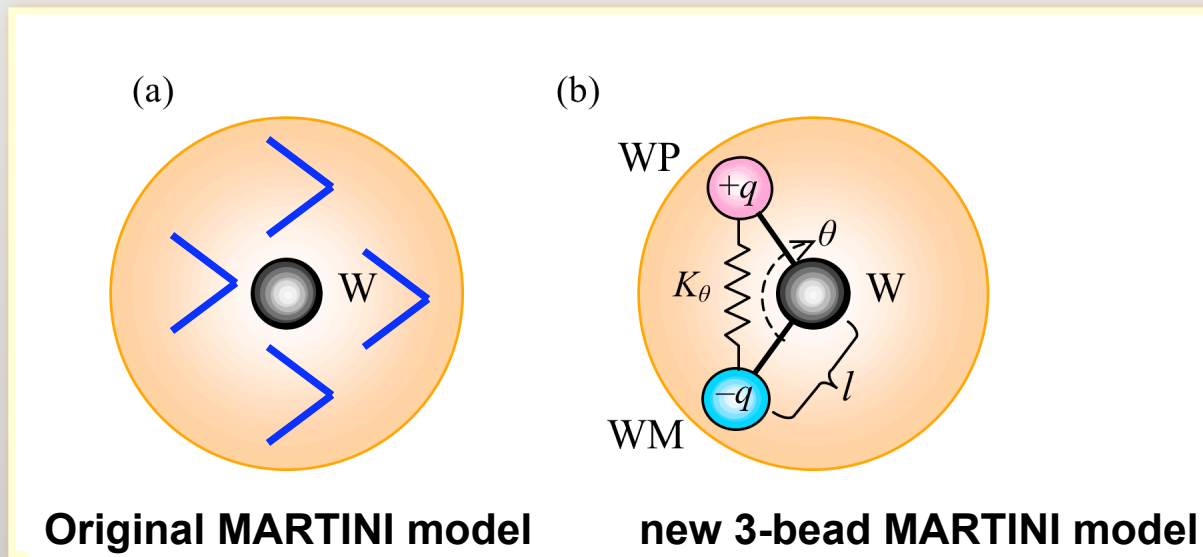 (a)
(b)
WP
+q
θ
W
Kθ
W
−q
l
WM
Original MARTINI model
new 3-bead MARTINI model